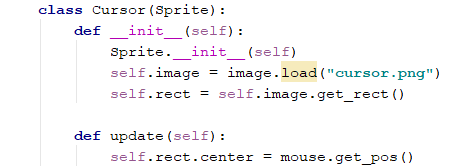 class Cursor(Sprite):
    def __init__(self):
        Sprite.__init__(self)
        self.image = image.load("cursor.png")
        self.rect = self.image.get_rect()

    def update(self):
        self.rect.center = mouse.get_pos()